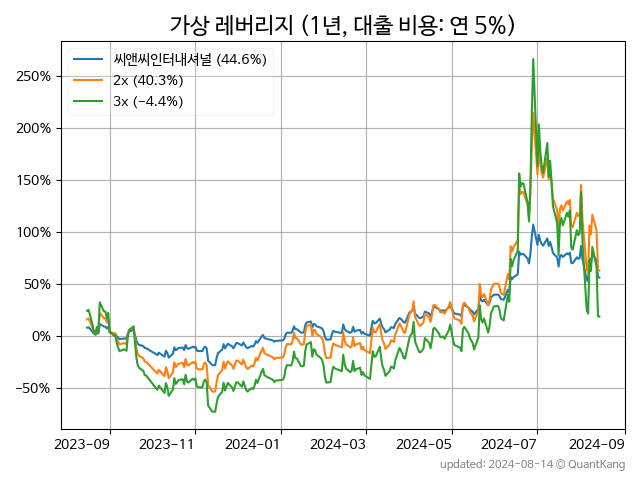 가상 레버리지 (1년, 대출 비용: 연 5%)
씨앤씨인터내셔널 (44.6%)
2x (40.3%)
3x (-4.4%)
250%
200%
150%
100%
50%
0%
−50%
2023-09 2023-11 2024-01 2024-03 2024-05 2024-07 2024-09
updated: 2024-08-14 © QuantKang